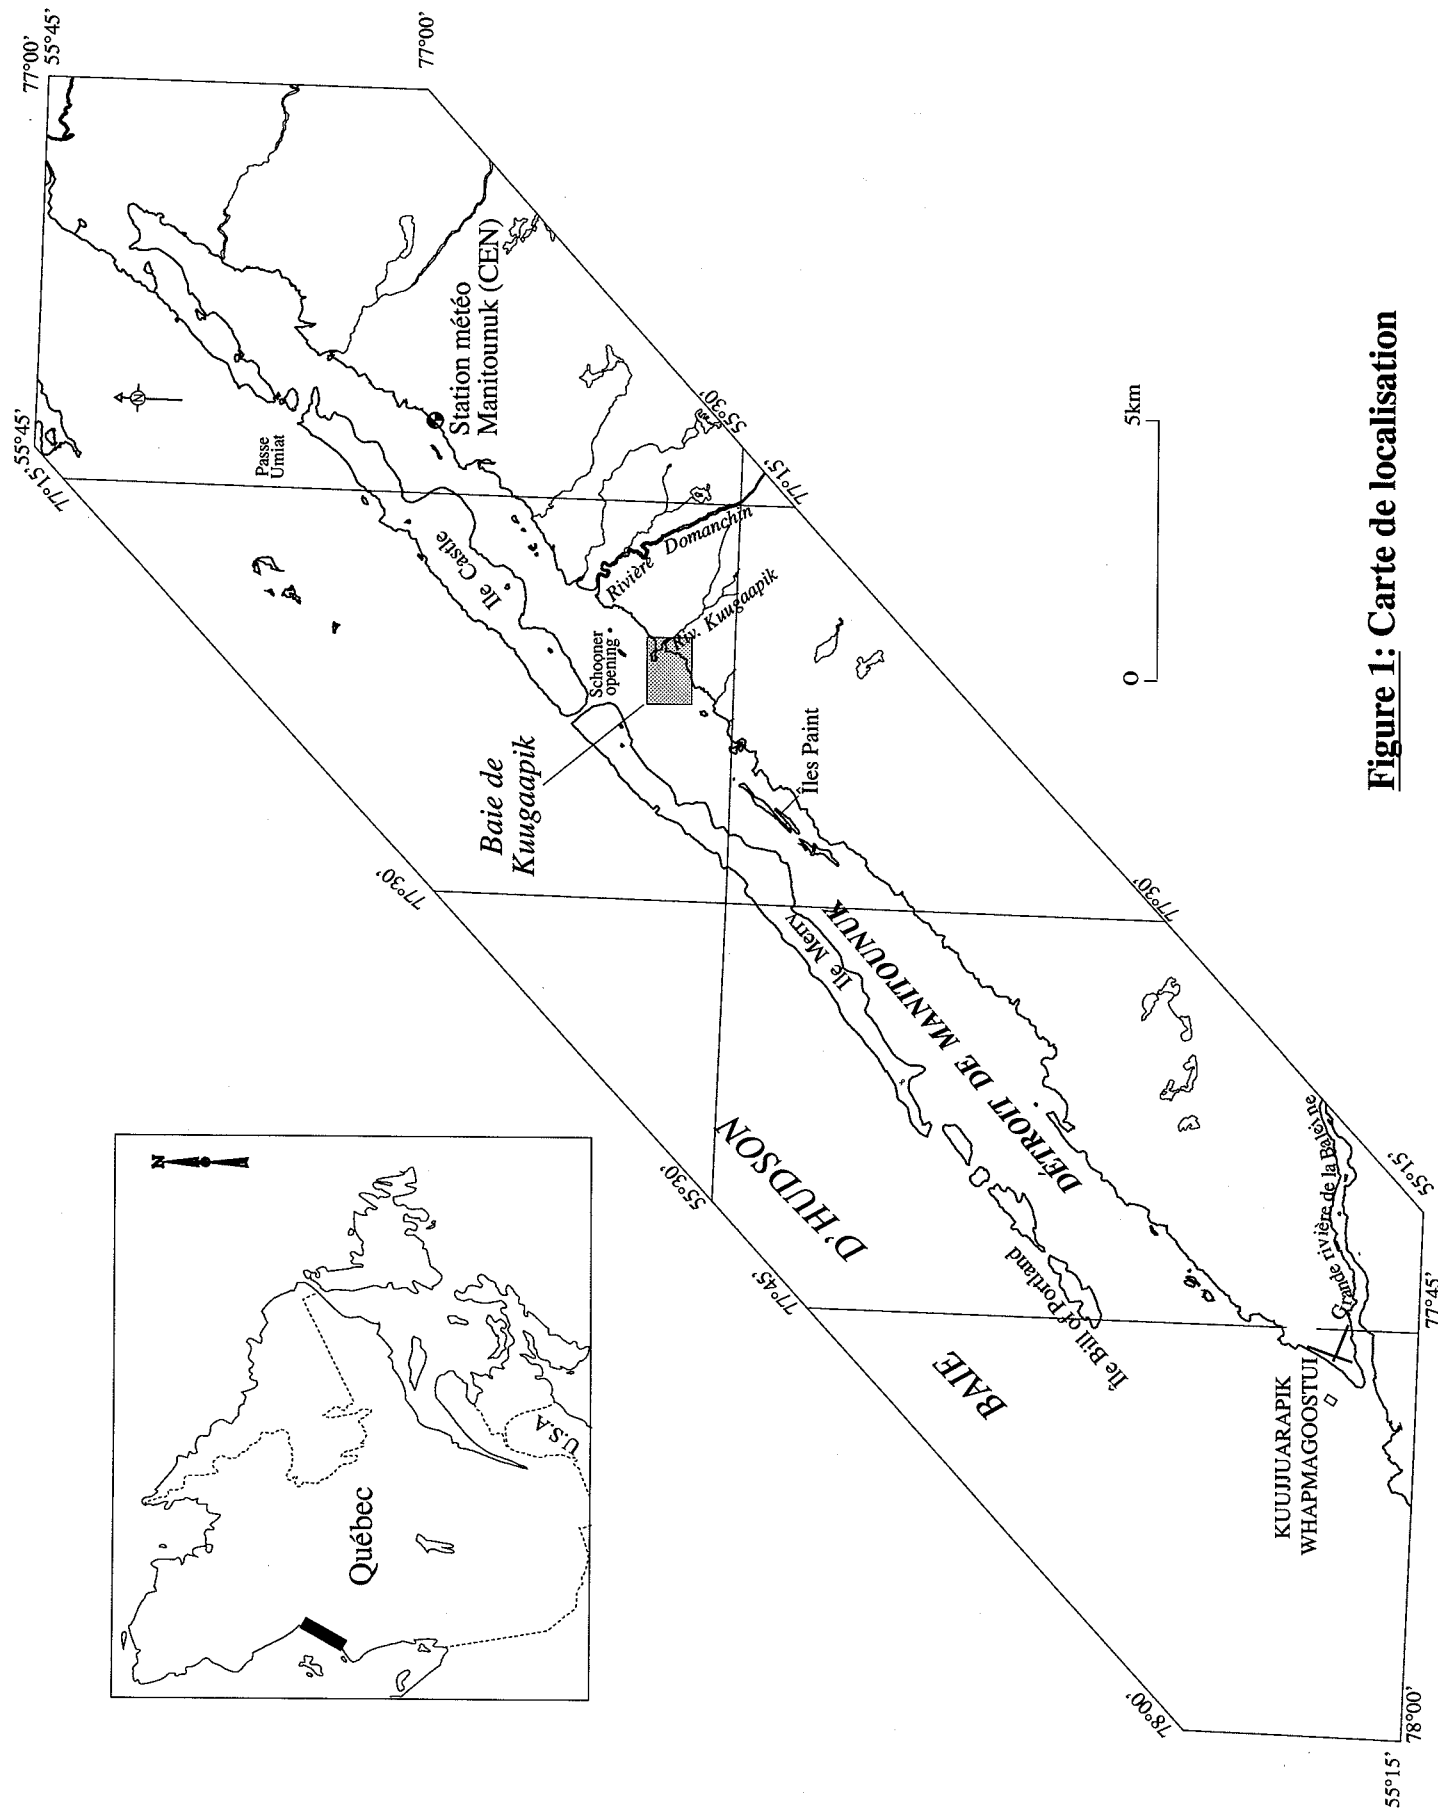 77°00'
55°45'
77°00'
55°45'
77°15'
Passe
Umiat
N
Station météo
Manitounuk (CEN)
55°30'
77°15'
Ile Castle
Rivière Domanchin
Riv. Kuugaapik
Schooner
opening
Baie de
Kuugaapik
Îles Paint
77°30'
77°30'
Ile Merry
DÉTROIT DE MANITOUNUK
BAIE D'HUDSON
55°30'
77°45'
Île Bill of Portland
Grande rivière de la Baleine
55°15'
77°45'
KUUJJUARAPIK
WHAPMAGOOSTUI
78°00'
78°00'
55°15'
N
Québec
U.S.A
0 5km
Figure 1: Carte de localisation